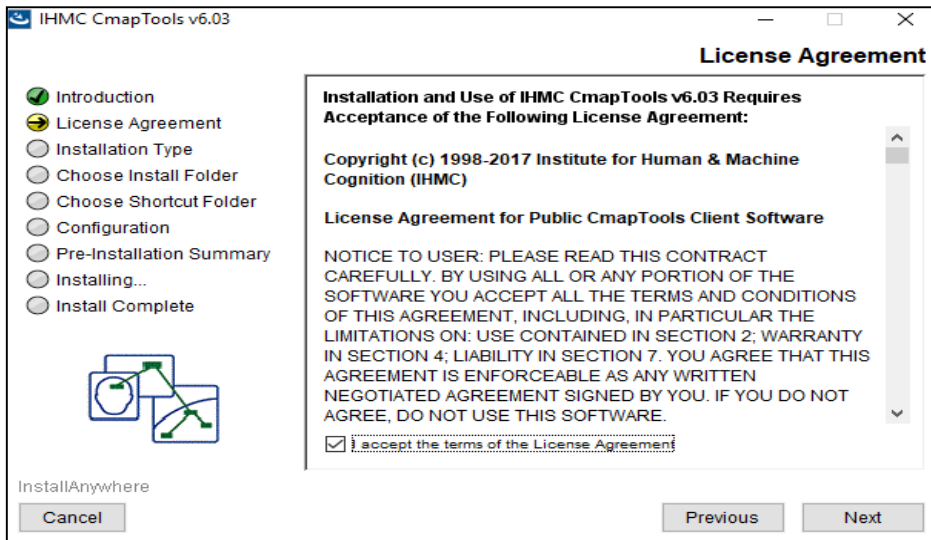 IHMC CmapTools v6.03
License Agreement
Introduction
License Agreement
Installation Type
Choose Install Folder
Choose Shortcut Folder
Configuration
Pre-Installation Summary
Installing...
Install Complete
Installation and Use of IHMC CmapTools v6.03 Requires
Acceptance of the Following License Agreement:
Copyright (c) 1998-2017 Institute for Human & Machine
Cognition (IHMC)
License Agreement for Public CmapTools Client Software
NOTICE TO USER: PLEASE READ THIS CONTRACT
CAREFULLY. BY USING ALL OR ANY PORTION OF THE
SOFTWARE YOU ACCEPT ALL THE TERMS AND CONDITIONS
OF THIS AGREEMENT, INCLUDING, IN PARTICULAR THE
LIMITATIONS ON: USE CONTAINED IN SECTION 2; WARRANTY
IN SECTION 4; LIABILITY IN SECTION 7. YOU AGREE THAT THIS
AGREEMENT IS ENFORCEABLE AS ANY WRITTEN
NEGOTIATED AGREEMENT SIGNED BY YOU. IF YOU DO NOT
AGREE, DO NOT USE THIS SOFTWARE.
I accept the terms of the License Agreement
InstallAnywhere
Cancel
Previous
Next